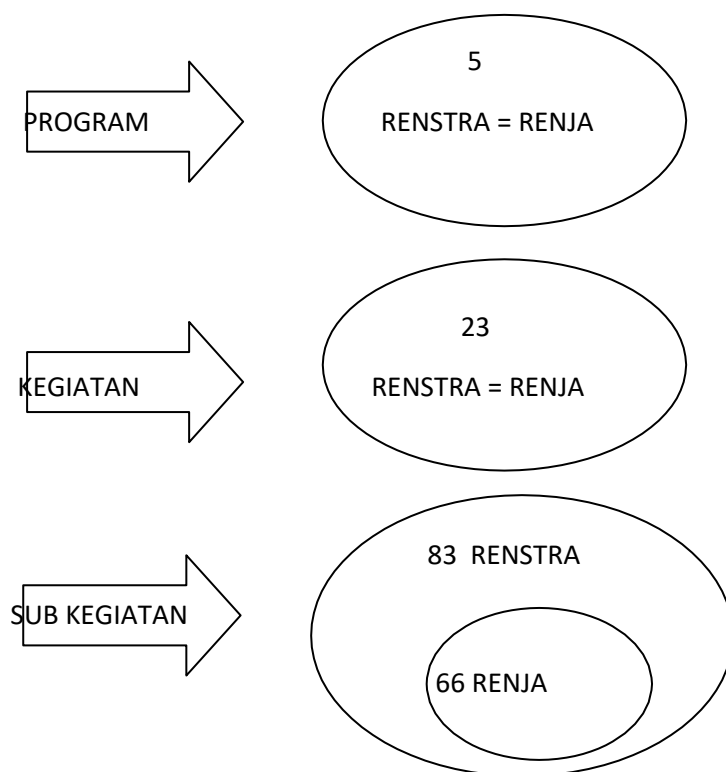 5
PROGRAM
RENSTRA = RENJA
23
KEGIATAN
RENSTRA = RENJA
83 RENSTRA
SUB KEGIATAN
66 RENJA